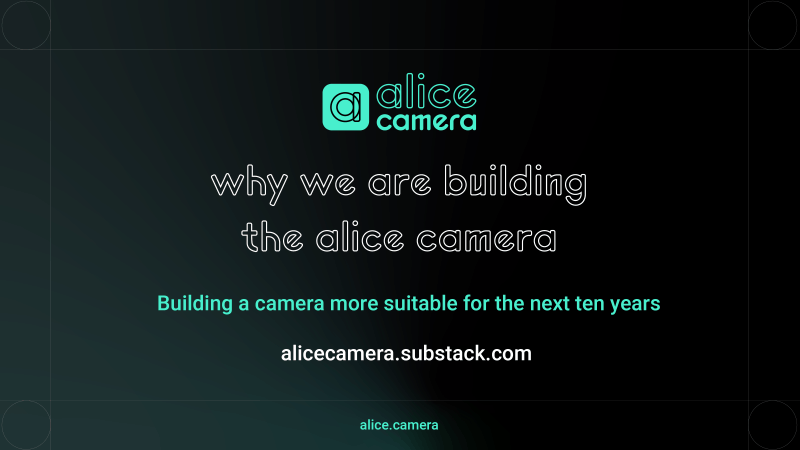 alice
camera
why we are building
the alice camera
Building a camera more suitable for the next ten years
alicecamera.substack.com
alice.camera